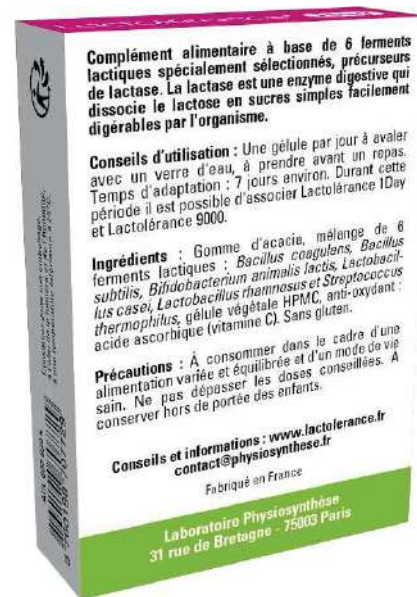 Lactolérance
Complément alimentaire à base de 6 ferments
lactiques spécialement sélectionnés, précurseurs
de lactase. La lactase est une enzyme digestive qui
dissocie le lactose en sucres simples facilement
digérables par l'organisme.
Conseils d'utilisation : Une gélule par jour à avaler
avec un verre d'eau, à prendre avant un repas.
Temps d'adaptation : 7 jours environ. Durant cette
période il est possible d'associer Lactolérance 1Day
et Lactolérance 9000.
Ingrédients : Gomme d'acacia, mélange de 6
ferments lactiques : Bacillus coagulans, Bacillus
subtilis, Bifidobacterium animalis lactis, Lactobacil-
lus casei, Lactobacillus rhamnosus et Streptococcus
thermophilus, gélule végétale HPMC, anti-oxydant :
acide ascorbique (vitamine C). Sans gluten.
Précautions : À consommer dans le cadre d'une
alimentation variée et équilibrée et d'un mode de vie
sain. Ne pas dépasser les doses conseillées. A
conserver hors de portée des enfants.
Conseils et informations : www.lactolerance.fr
contact@physiosynthese.fr
Fabriqué en France
Laboratoire Physiosynthèse
31 rue de Bretagne - 75003 Paris